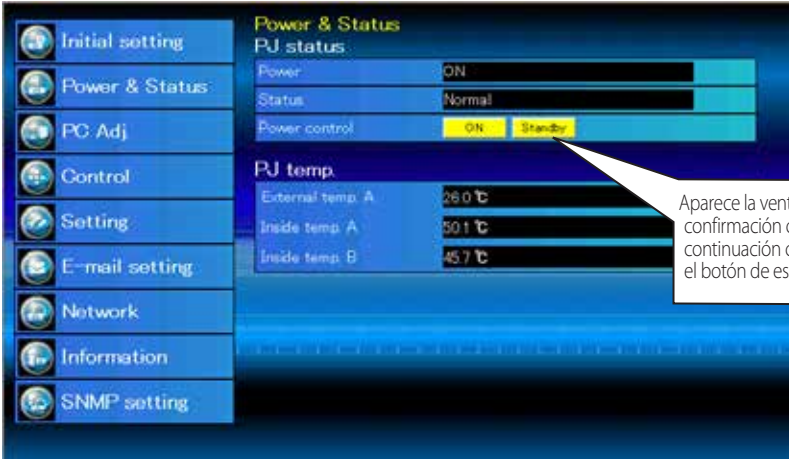 Initial setting
Power & Status
PC Adj.
Control
Setting
E-mail setting
Network
Information
SNMP setting
Power & Status
PJ status
Power ON
Status Normal
Power control ON Standby
PJ temp.
External temp. A 26.0℃
Inside temp. A 50.1℃
Inside temp. B 45.7℃
Aparece la
confirmación
continuación
el botón de